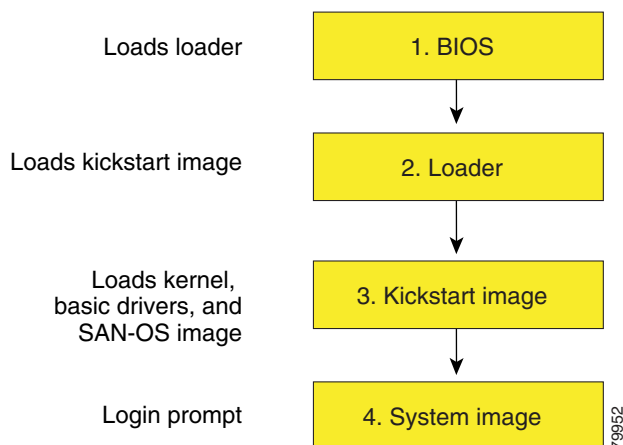 Loads loader
1. BIOS
Loads kickstart image
2. Loader
Loads kernel,
basic drivers, and
SAN-OS image
3. Kickstart image
Login prompt
4. System image
79952